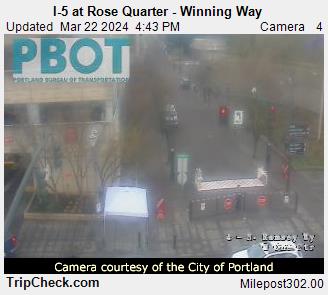 I-5 at Rose Quarter - Winning Way
Updated Mar 22 2024 4:43 PM Camera 4
PBOT
PORTLAND BUREAU OF TRANSPORTATION
Camera courtesy of the City of Portland
TripCheck.com Milepost302.00